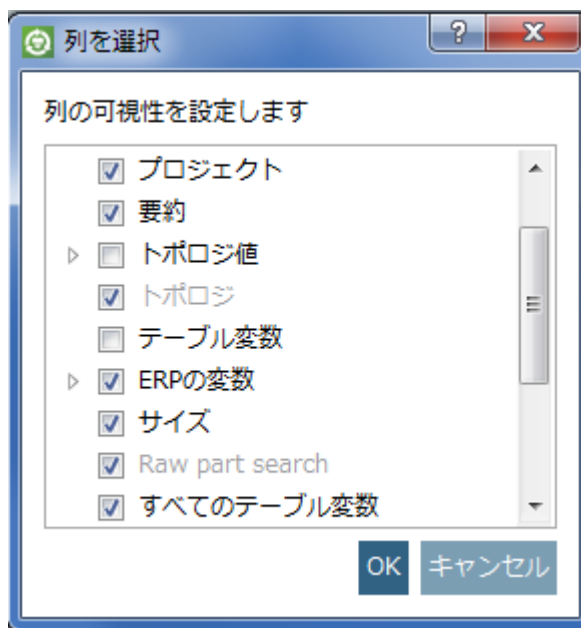 列を選択
?
列の可視性を設定します
プロジェクト
要約
トポロジ値
トポロジ
テーブル変数
ERPの変数
サイズ
Raw part search
すべてのテーブル変数
OK キャンセル